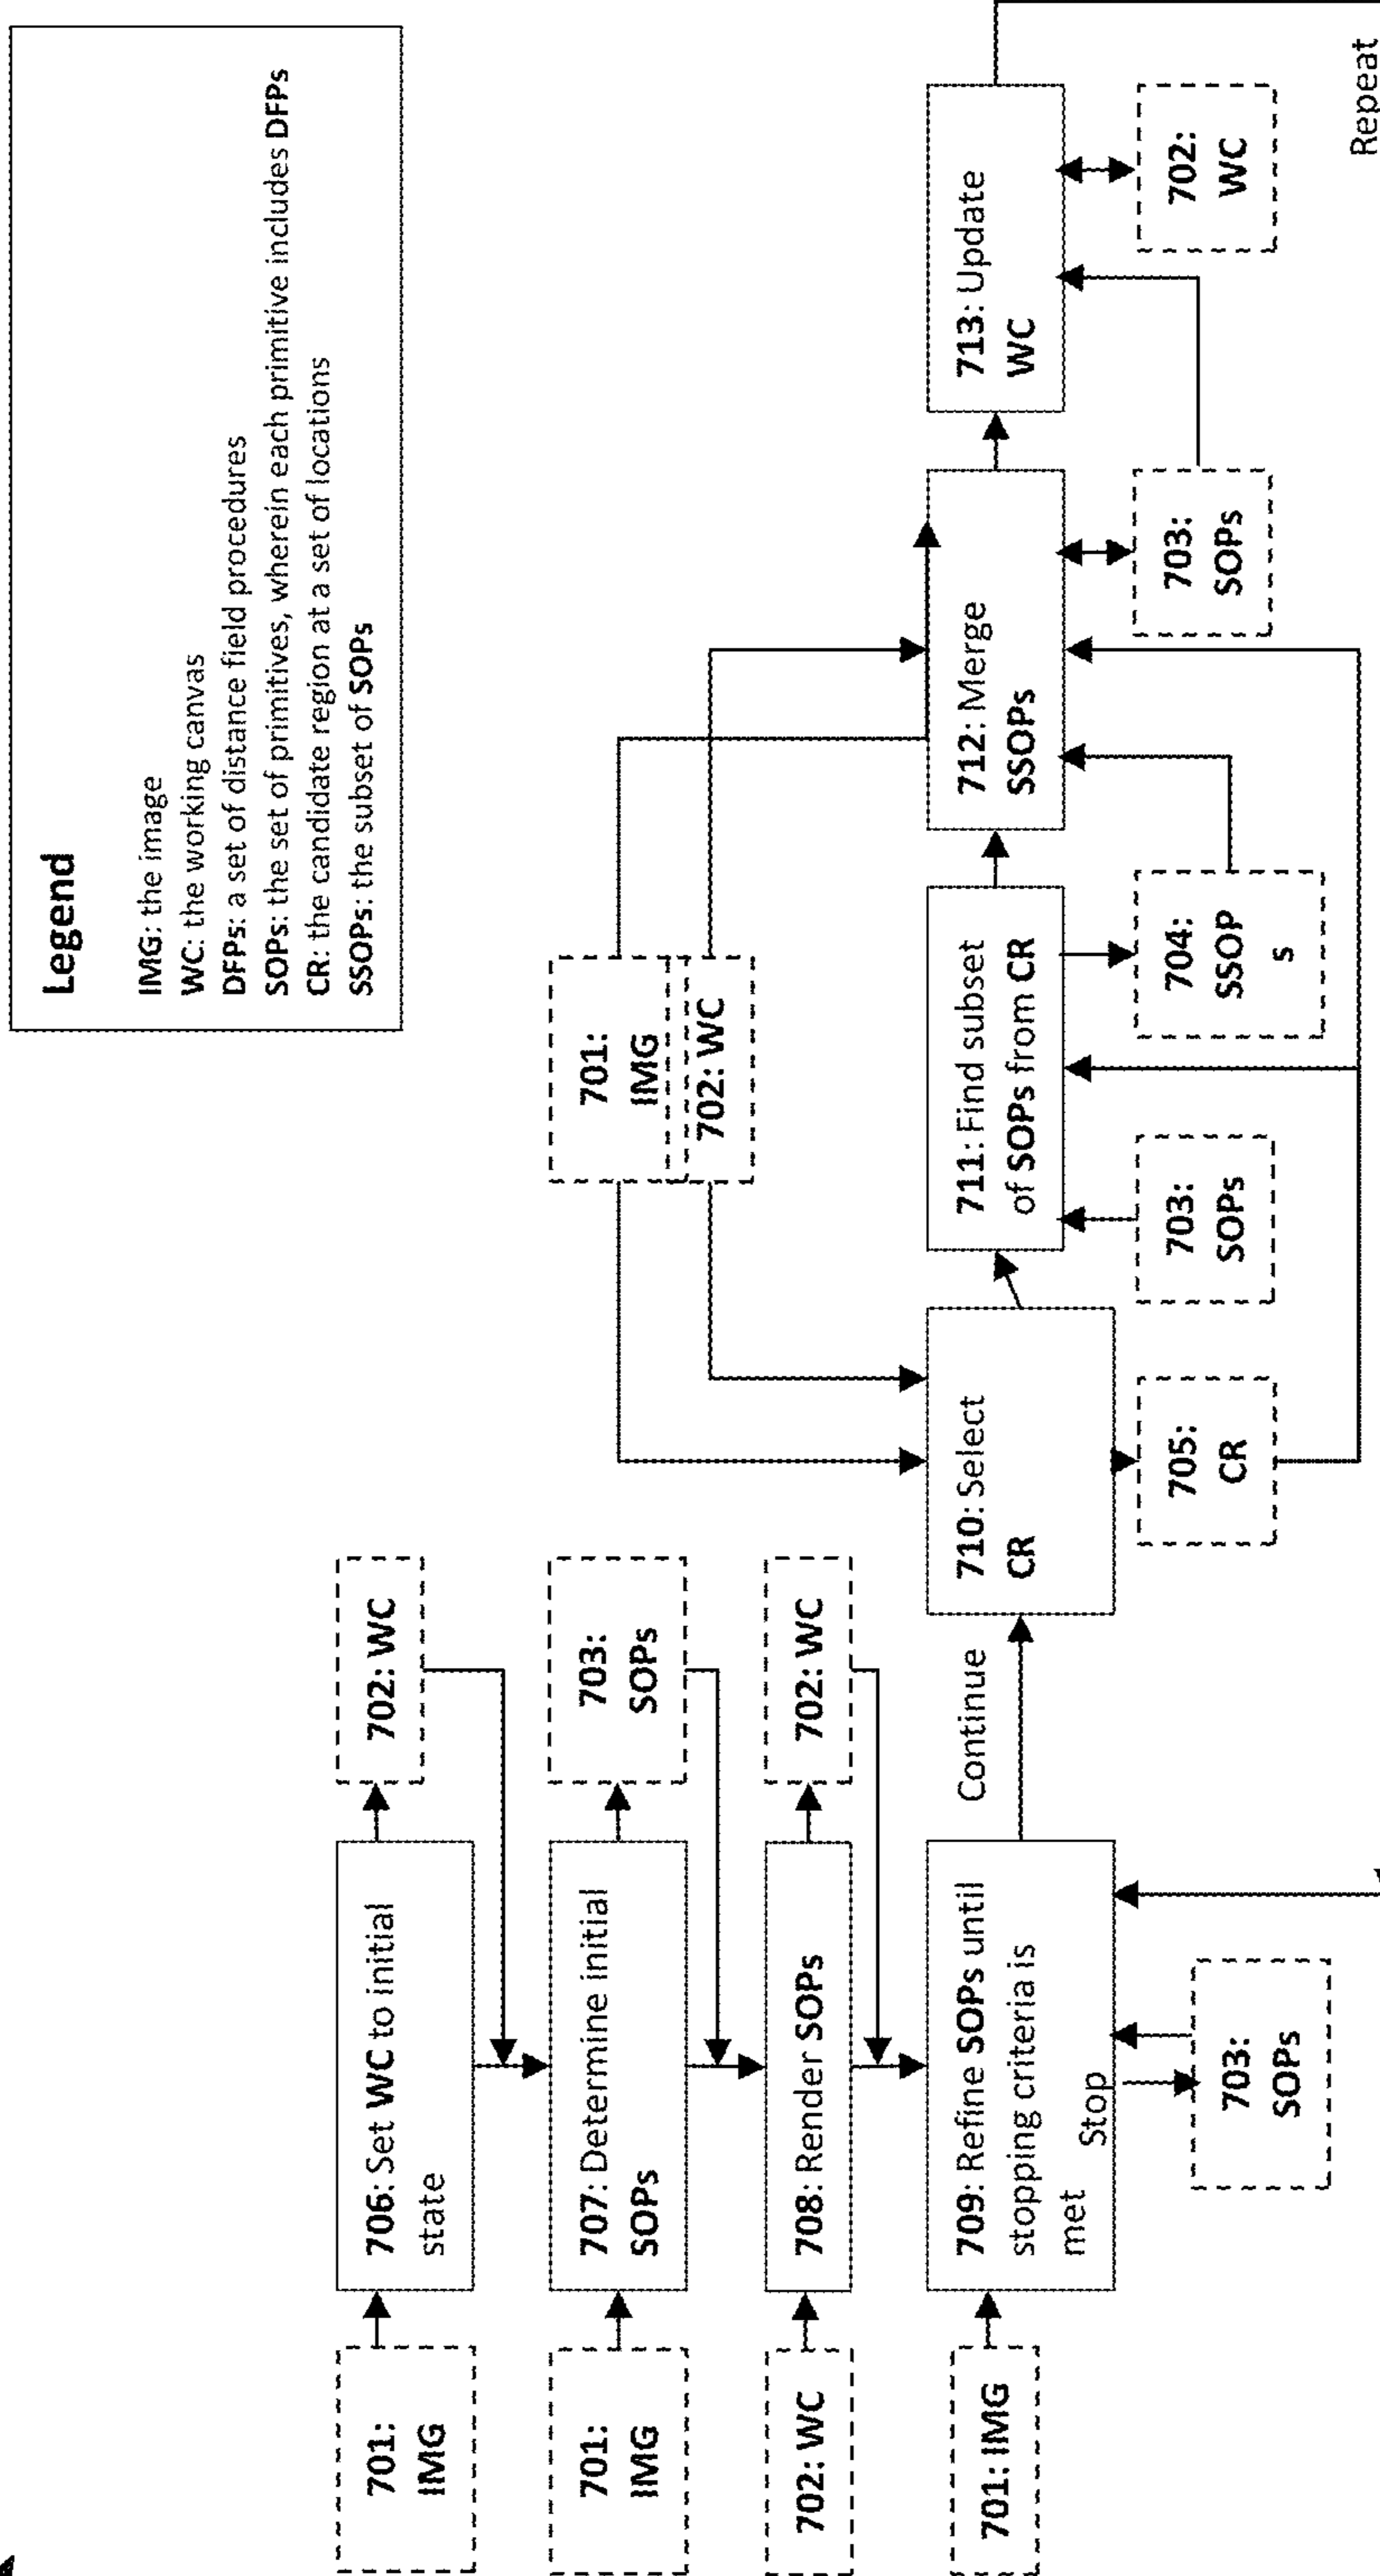 Legend
IMG: the image
WC: the working canvas
DFPs: a set of distance field procedures
SOPs: the set of primitives, wherein each primitive includes DFPs
CR: the candidate region at a set of locations
SSOPs: the subset of SOPs
701:
IMG
706: Set WC to initial
state
702: WC
701:
IMG
707: Determine initial
SOPs
703:
SOPs
702: WC
708: Render SOPs
702: WC
701: IMG
709: Refine SOPs until
stopping criteria is
met
Stop
703:
SOPs
Continue
701:
IMG
702: WC
710: Select
CR
705:
CR
711: Find subset
of SOPs from CR
703:
SOPs
704:
SSOP
s
712: Merge
SSOPs
703:
SOPs
713: Update
WC
702:
WC
Repeat